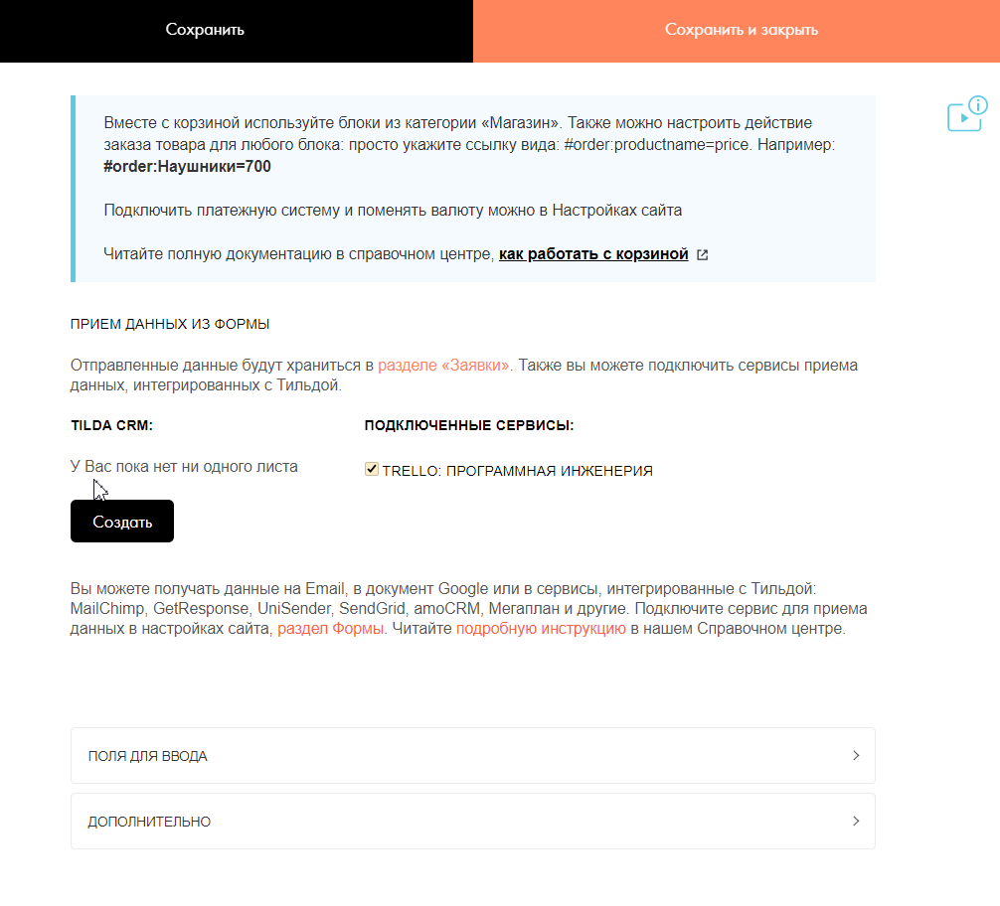 Сохранить
Сохранить и закрыть
Вместе с корзиной используйте блоки из категории «Магазин». Также можно настроить действие
заказа товара для любого блока: просто укажите ссылку вида: #order:productname=price. Например:
#order:Наушники=700
Подключить платежную систему и поменять валюту можно в Настройках сайта
Читайте полную документацию в справочном центре, как работать с корзиной
ПРИЕМ ДАННЫХ ИЗ ФОРМЫ
Отправленные данные будут храниться в разделе «Заявки». Также вы можете подключить сервисы приема
данных, интегрированных с Тильдой.
TILDA CRM:
ПОДКЛЮЧЕННЫЕ СЕРВИСЫ:
У Вас пока нет ни одного листа
TRELLO: ПРОГРАММНАЯ ИНЖЕНЕРИЯ
Создать
Вы можете получать данные на Email, в документ Google или в сервисы, интегрированные с Тильдой:
MailChimp, GetResponse, UniSender, SendGrid, amoCRM, Мегаплан и другие. Подключите сервис для приема
данных в настройках сайта, раздел Формы. Читайте подробную инструкцию в нашем Справочном центре.
ПОЛЯ ДЛЯ ВВОДА
ДОПОЛНИТЕЛЬНО